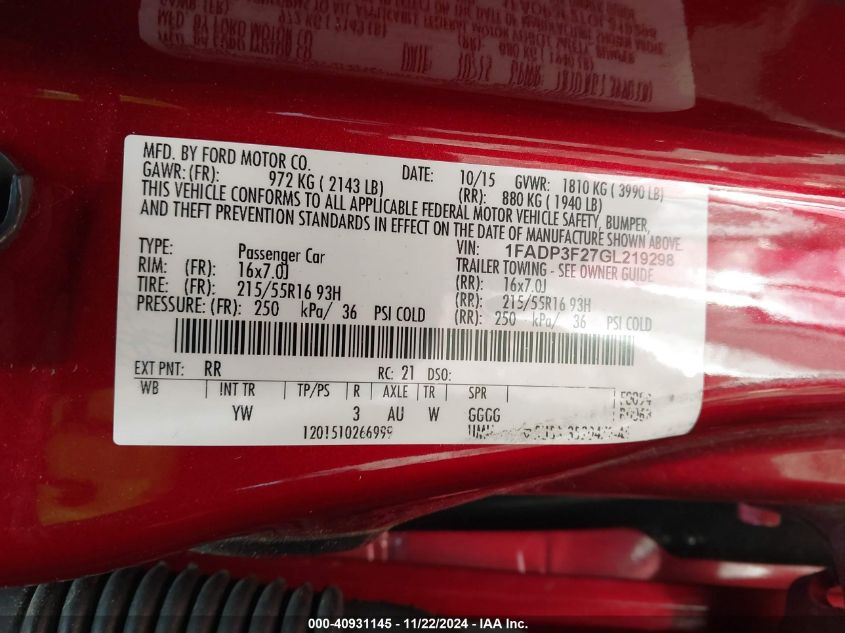 MFD. BY FORD MOTOR CO.
DATE: 10/15 GVWR: 1810 KG ( 3990 LB)
GAWR: (FR): 972 KG ( 2143 LB) (RR): 880 KG ( 1940 LB)
THIS VEHICLE CONFORMS TO ALL APPLICABLE FEDERAL MOTOR VEHICLE SAFETY, BUMPER,
AND THEFT PREVENTION STANDARDS IN EFFECT ON THE DATE OF MANUFACTURE SHOWN ABOVE.
VIN: 1FADP3F27GL219298
TYPE: Passenger Car TRAILER TOWING - SEE OWNER GUIDE
RIM: (FR): 16x7.0J (RR): 16x7.0J
TIRE: (FR): 215/55R16 93H (RR): 215/55R16 93H
PRESSURE: (FR): 250 kPa/ 36 PSI COLD (RR): 250 kPa/ 36 PSI COLD
EXT PNT: RR RC: 21 DSO:
WB INT TR TP/PS R AXLE TR SPR
YW 3 AU W GGGG
1201510266999
000-40931145 - 11/22/2024 - IAA Inc.